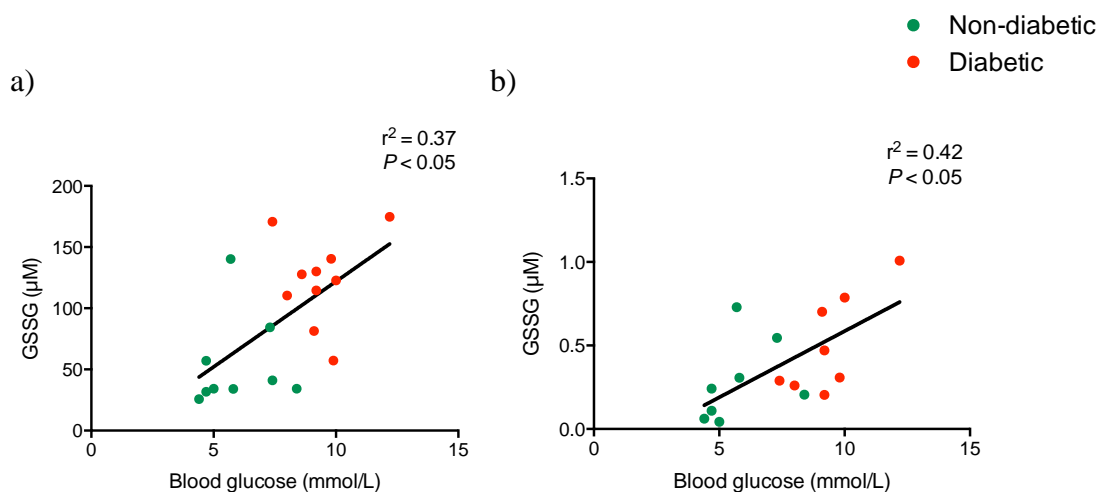 Non-diabetic
Diabetic
a)
r² = 0.37
P < 0.05
200
150
100
50
0
GSSG (µM)
0
5
10
15
Blood glucose (mmol/L)
b)
r² = 0.42
P < 0.05
1.5
1.0
0.5
0.0
GSSG (µM)
0
5
10
15
Blood glucose (mmol/L)